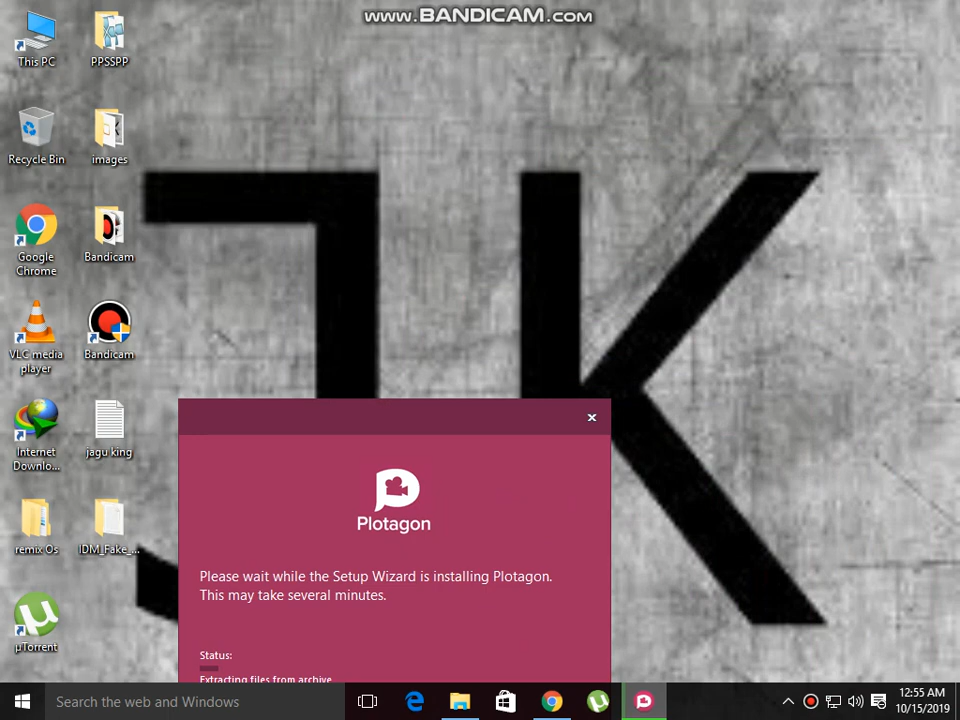 www.BANDICAM.com
This PC
PPSSPP
Recycle Bin
images
Google
Chrome
Bandicam
VLC media
player
Bandicam
Internet
Downlo...
jagu king
remix Os
IDM_Fake_...
µTorrent
JK
Plotagon
Please wait while the Setup Wizard is installing Plotagon.
This may take several minutes.
Status:
Extracting files from archive
Search the web and Windows
12:55 AM
10/15/2019